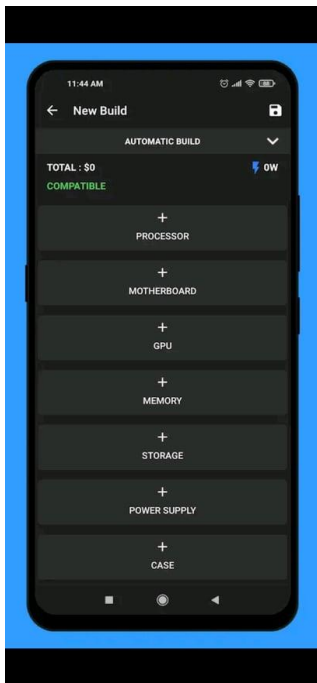 11:44 AM
New Build
AUTOMATIC BUILD
TOTAL : $0
0W
COMPATIBLE
+
PROCESSOR
+
MOTHERBOARD
+
GPU
+
MEMORY
+
STORAGE
+
POWER SUPPLY
+
CASE